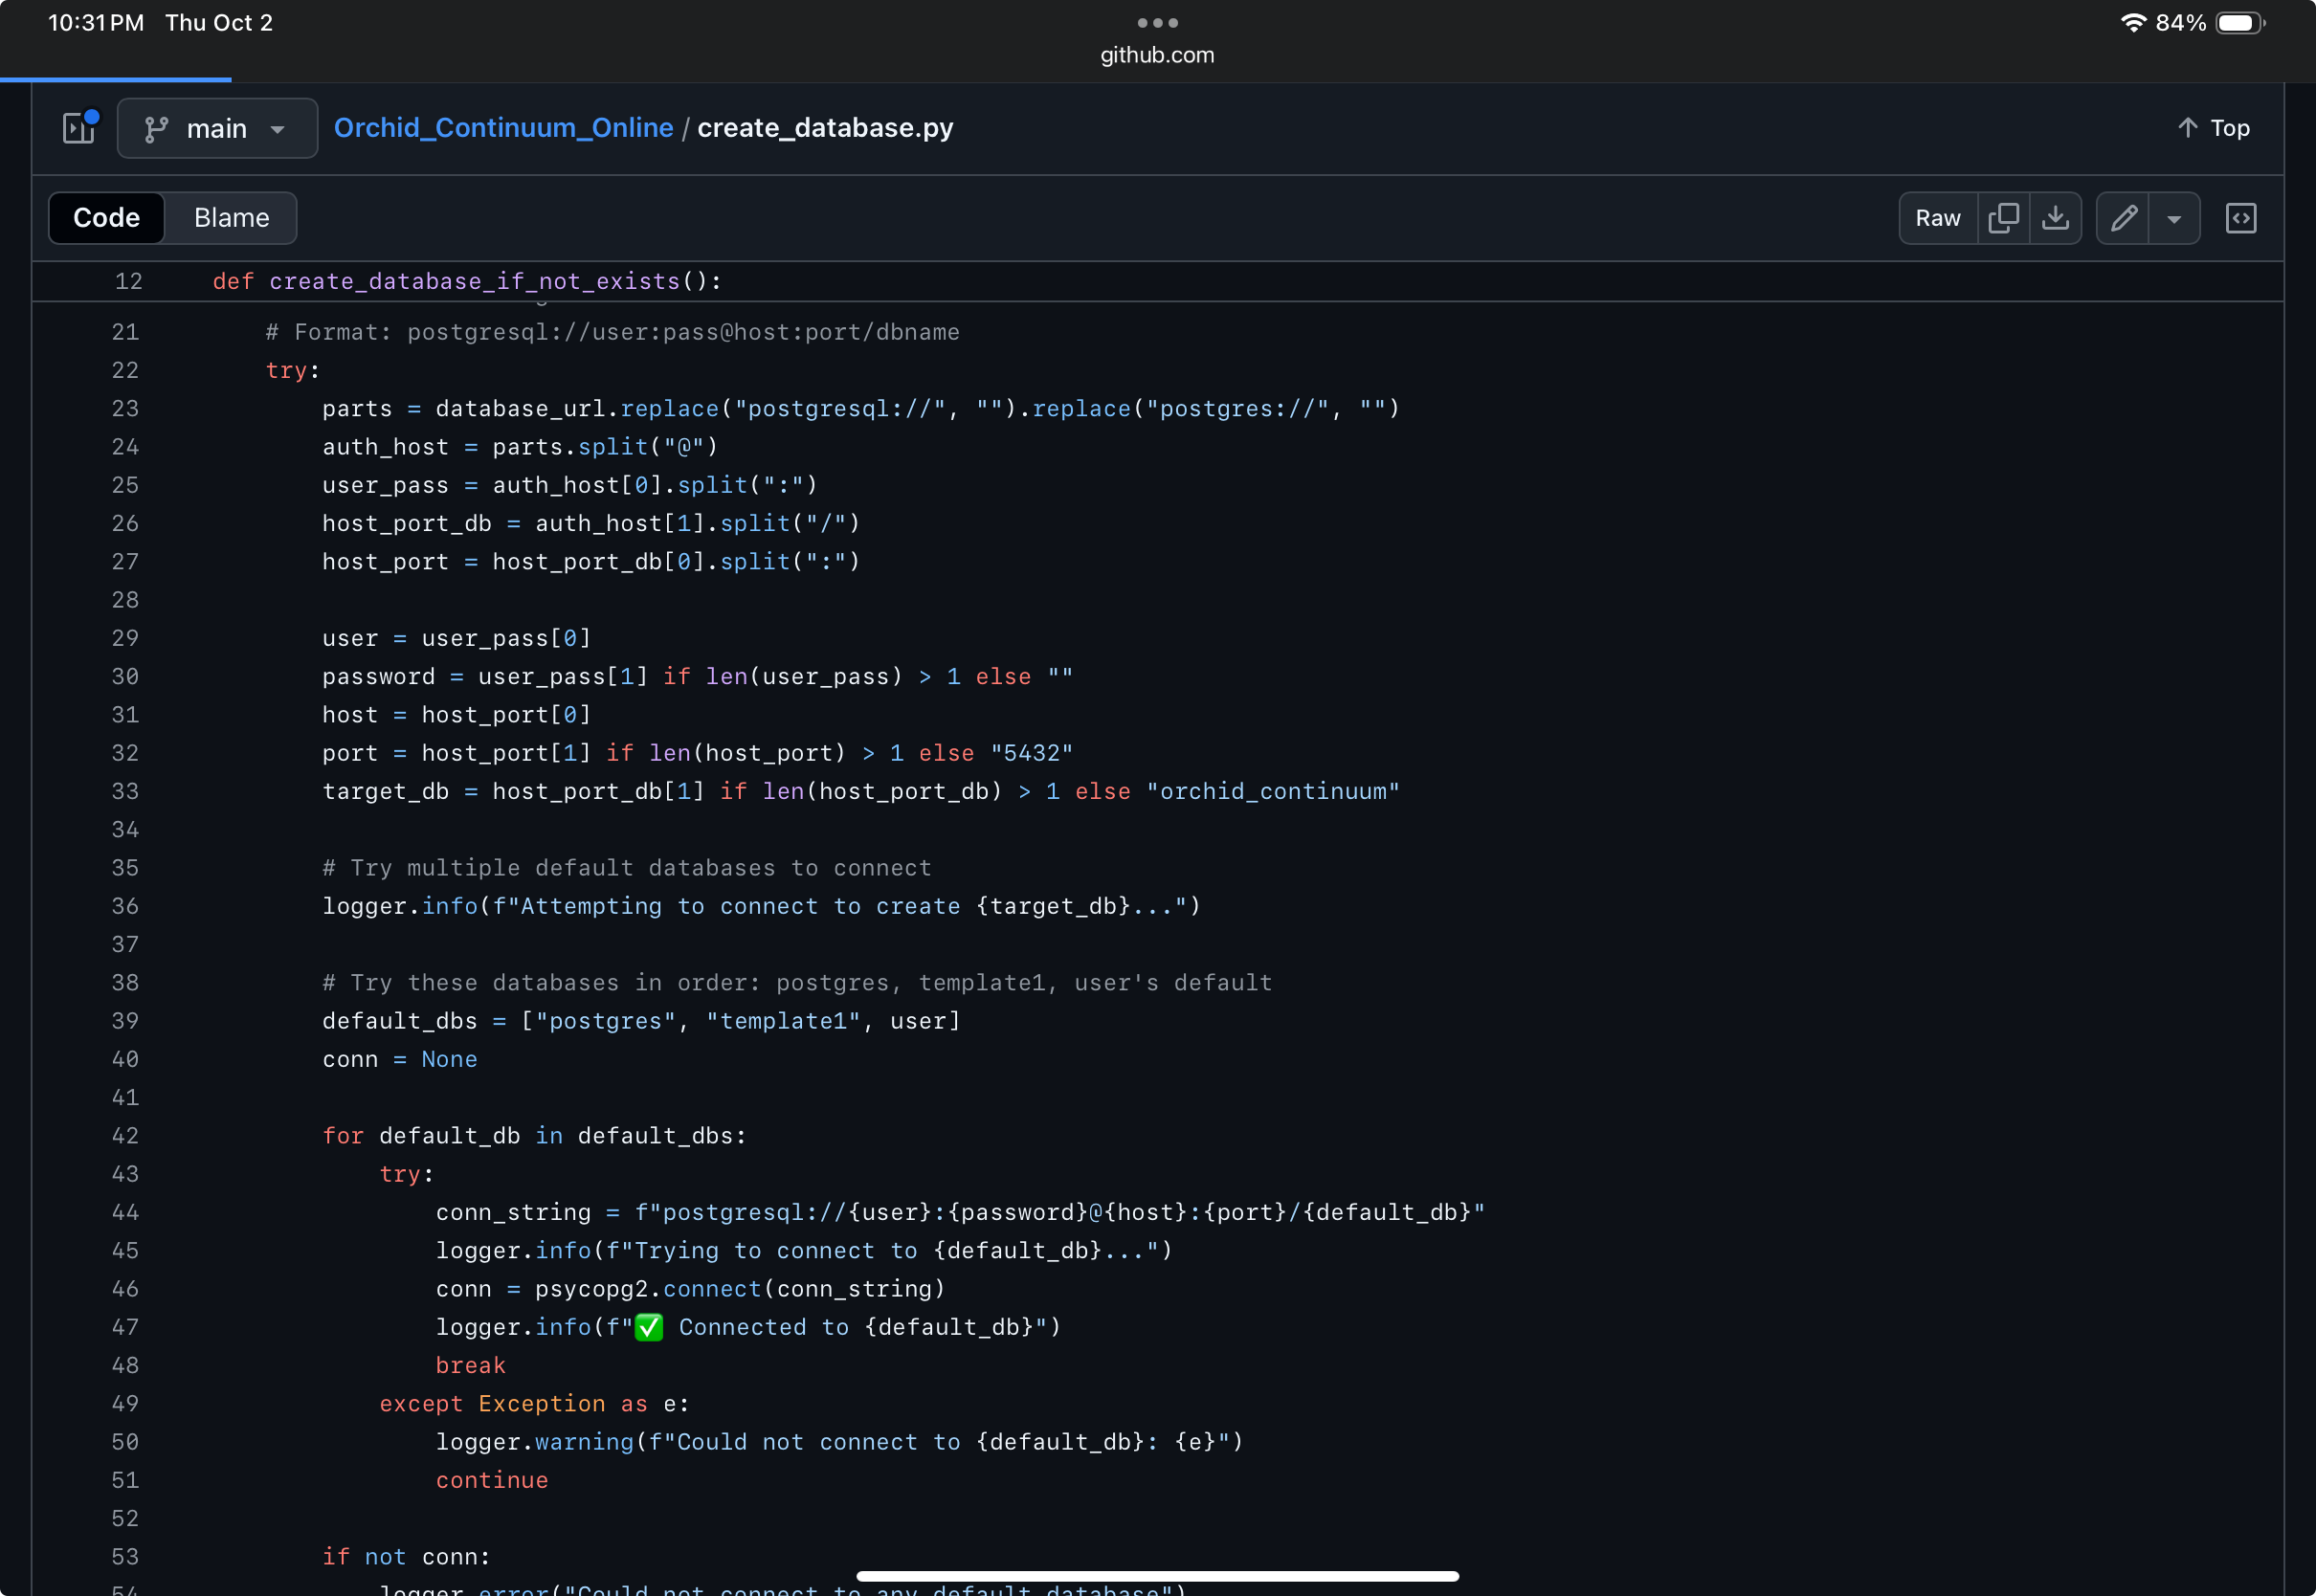 10:31 PM Thu Oct 2
84%
github.com
main
Orchid_Continuum_Online / create_database.py
Top
Code
Blame
Raw
12 def create_database_if_not_exists():
21     # Format: postgresql://user:pass@host:port/dbname
22     try:
23         parts = database_url.replace("postgresql://", "").replace("postgres://", "")
24         auth_host = parts.split("@")
25         user_pass = auth_host[0].split(":")
26         host_port_db = auth_host[1].split("/")
27         host_port = host_port_db[0].split(":")
28
29         user = user_pass[0]
30         password = user_pass[1] if len(user_pass) > 1 else ""
31         host = host_port[0]
32         port = host_port[1] if len(host_port) > 1 else "5432"
33         target_db = host_port_db[1] if len(host_port_db) > 1 else "orchid_continuum"
34
35         # Try multiple default databases to connect
36         logger.info(f"Attempting to connect to create {target_db}...")
37
38         # Try these databases in order: postgres, template1, user's default
39         default_dbs = ["postgres", "template1", user]
40         conn = None
41
42         for default_db in default_dbs:
43             try:
44                 conn_string = f"postgresql://{user}:{password}@{host}:{port}/{default_db}"
45                 logger.info(f"Trying to connect to {default_db}...")
46                 conn = psycopg2.connect(conn_string)
47                 logger.info(f"✅ Connected to {default_db}")
48                 break
49             except Exception as e:
50                 logger.warning(f"Could not connect to {default_db}: {e}")
51                 continue
52
53         if not conn:
54             logger.error("Could not connect to any default database")